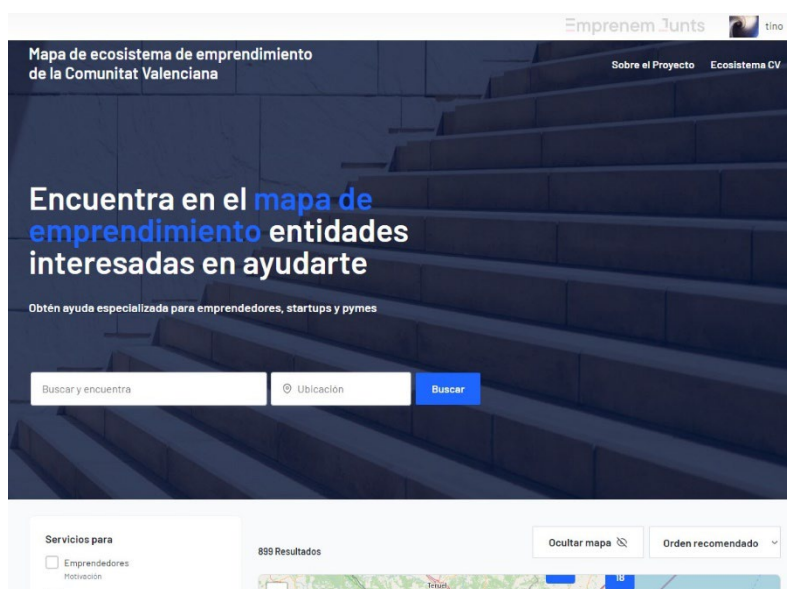 Emprenem Junts
tino
Mapa de ecosistema de emprendimiento
de la Comunitat Valenciana
Sobre el Proyecto
Ecosistema CV
Encuentra en el mapa de
emprendimiento entidades
interesadas en ayudarte
Obtén ayuda especializada para emprendedores, startups y pymes
Buscar y encuentra
Ubicación
Buscar
Servicios para
Emprendedores
Motivación
899 Resultados
Ocultar mapa
Orden recomendado
Teruel
18